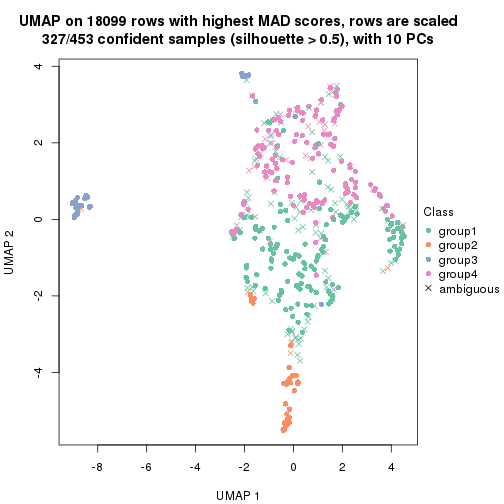 UMAP on 18099 rows with highest MAD scores, rows are scaled
327/453 confident samples (silhouette > 0.5), with 10 PCs
4
2
0
-2
-4
UMAP 2
-8
-6
-4
-2
0
2
4
UMAP 1
Class
group1
group2
group3
group4
ambiguous